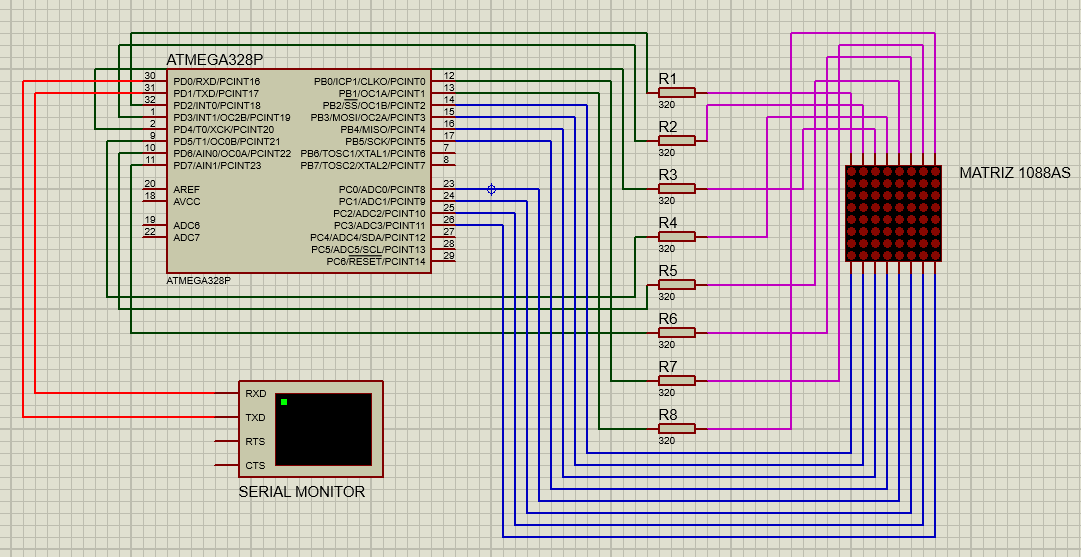 ATMEGA328P
30 PD0/RXD/PCINT16 PB0/ICP1/CLKO/PCINT0 12
31 PD1/TXD/PCINT17 PB1/OC1A/PCINT1 13
32 PD2/INT0/PCINT18 PB2/SS/OC1B/PCINT2 14
1 PD3/INT1/OC2B/PCINT19 PB3/MOSI/OC2A/PCINT3 15
2 PD4/T0/XCK/PCINT20 PB4/MISO/PCINT4 16
9 PD5/T1/OC0B/PCINT21 PB5/SCK/PCINT5 17
10 PD6/AIN0/OC0A/PCINT22 PB6/TOSC1/XTAL1/PCINT6 7
11 PD7/AIN1/PCINT23 PB7/TOSC2/XTAL2/PCINT7 8
20 AREF PC0/ADC0/PCINT8 23
18 AVCC PC1/ADC1/PCINT9 24
PC2/ADC2/PCINT10 25
19 ADC6 PC3/ADC3/PCINT11 26
22 ADC7 PC4/ADC4/SDA/PCINT12 27
PC5/ADC5/SCL/PCINT13 28
PC6/RESET/PCINT14 29
ATMEGA328P
R1
320
R2
320
R3
320
R4
320
R5
320
R6
320
R7
320
R8
320
MATRIZ 1088AS
RXD
TXD
RTS
CTS
SERIAL MONITOR